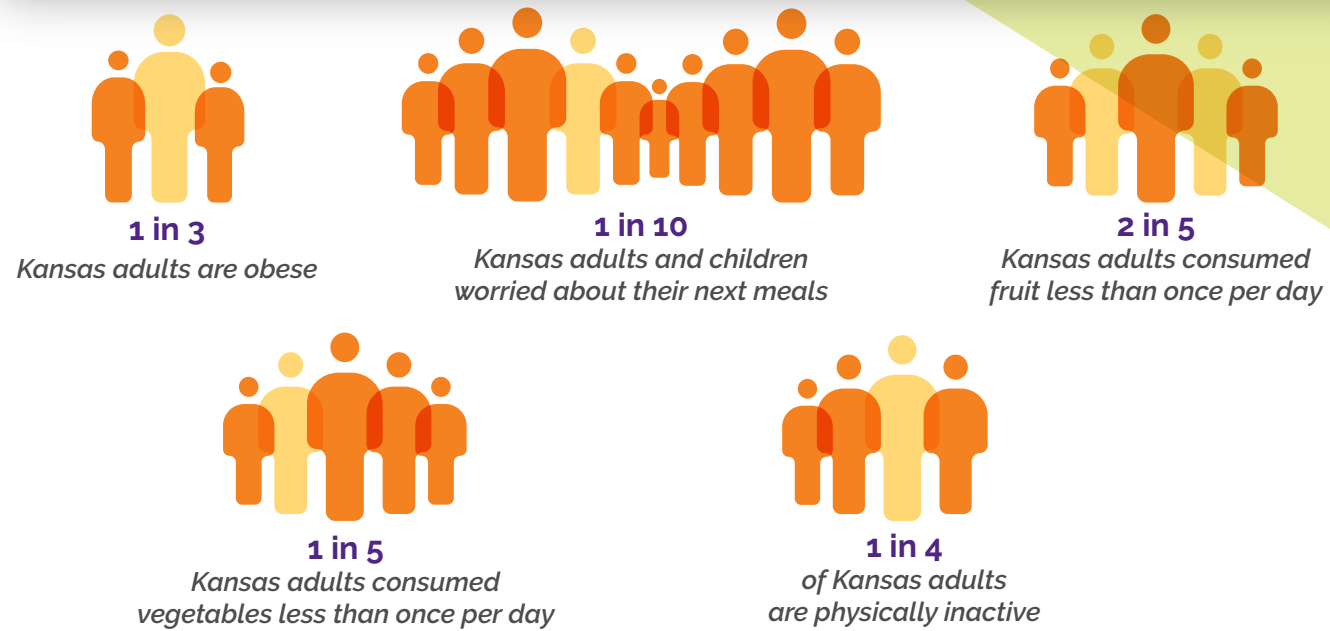 1 in 3
Kansas adults are obese
1 in 10
Kansas adults and children
worried about their next meals
2 in 5
Kansas adults consumed
fruit less than once per day
1 in 5
Kansas adults consumed
vegetables less than once per day
1 in 4
of Kansas adults
are physically inactive